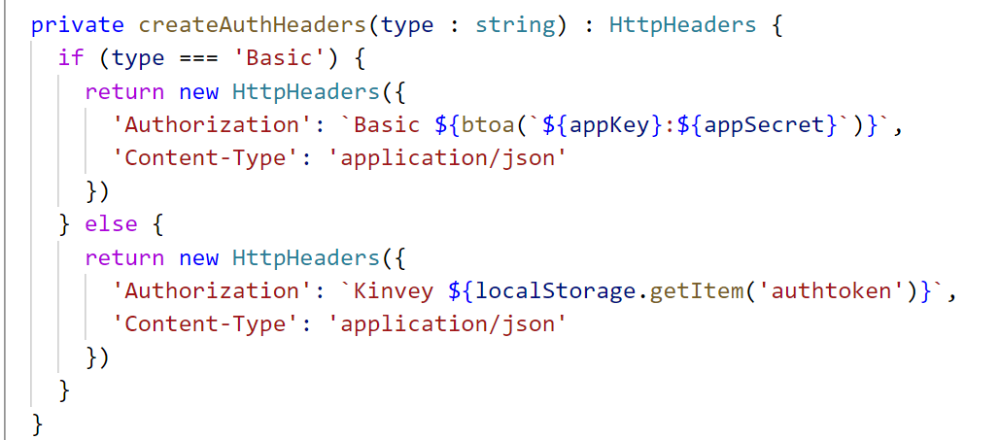 private createAuthHeaders(type : string) : HttpHeaders {
  if (type === 'Basic') {
    return new HttpHeaders({
      'Authorization': `Basic ${btoa(`${appKey}:${appSecret}`)}`,
      'Content-Type': 'application/json'
    })
  } else {
    return new HttpHeaders({
      'Authorization': `Kinvey ${localStorage.getItem('authtoken')}`,
      'Content-Type': 'application/json'
    })
  }
}